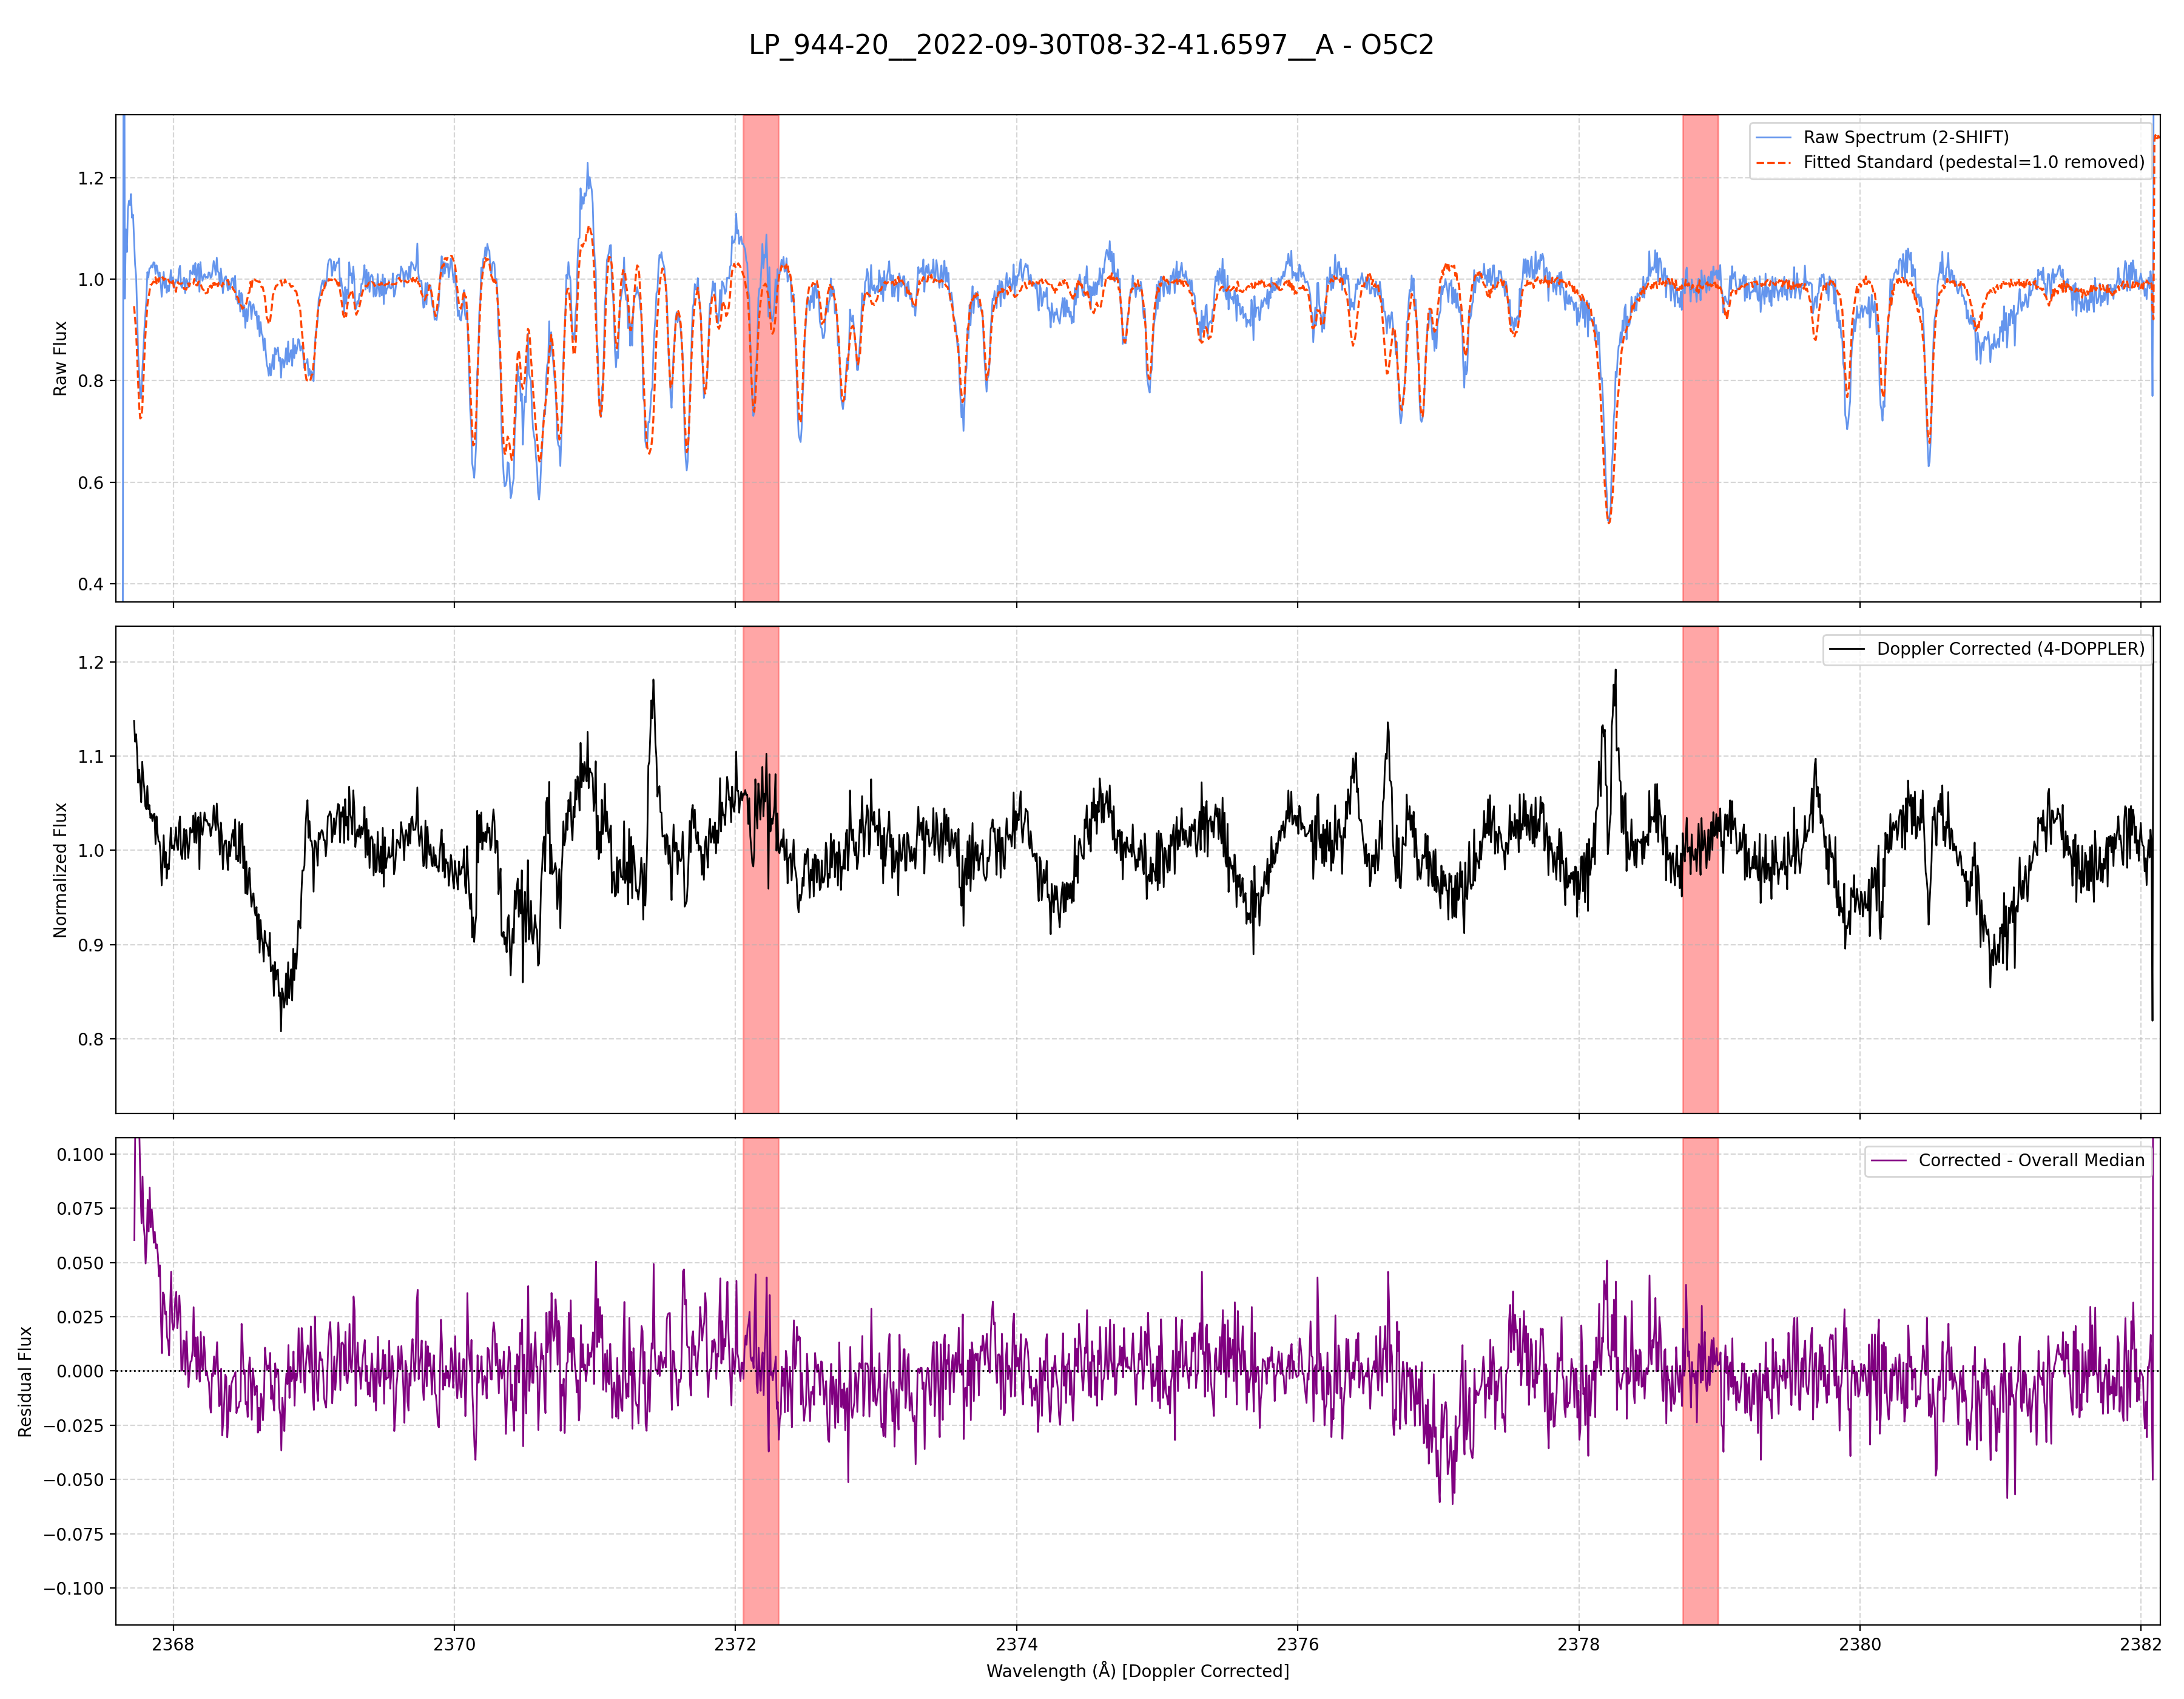 LP_944-20__2022-09-30T08-32-41.6597__A - O5C2
Raw Spectrum (2-SHIFT)
Fitted Standard (pedestal=1.0 removed)
Raw Flux
1.2
1.0
0.8
0.6
0.4
Doppler Corrected (4-DOPPLER)
Normalized Flux
1.2
1.1
1.0
0.9
0.8
Corrected - Overall Median
Residual Flux
0.100
0.075
0.050
0.025
0.000
−0.025
−0.050
−0.075
−0.100
2368 2370 2372 2374 2376 2378 2380 2382
Wavelength (Å) [Doppler Corrected]